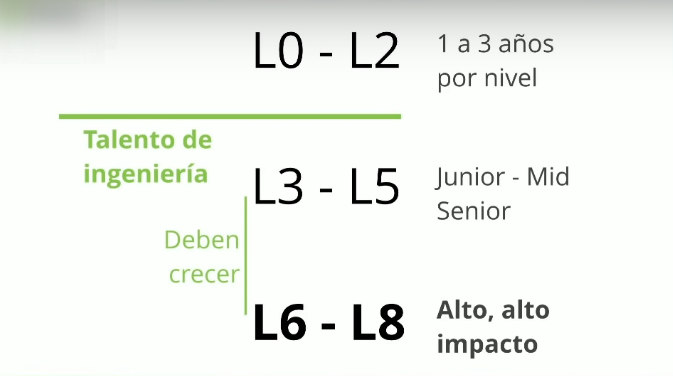 L0 - L2
1 a 3 años
por nivel
Talento de
ingeniería
L3 - L5
Junior - Mid
Senior
Deben
crecer
L6 - L8
Alto, alto
impacto